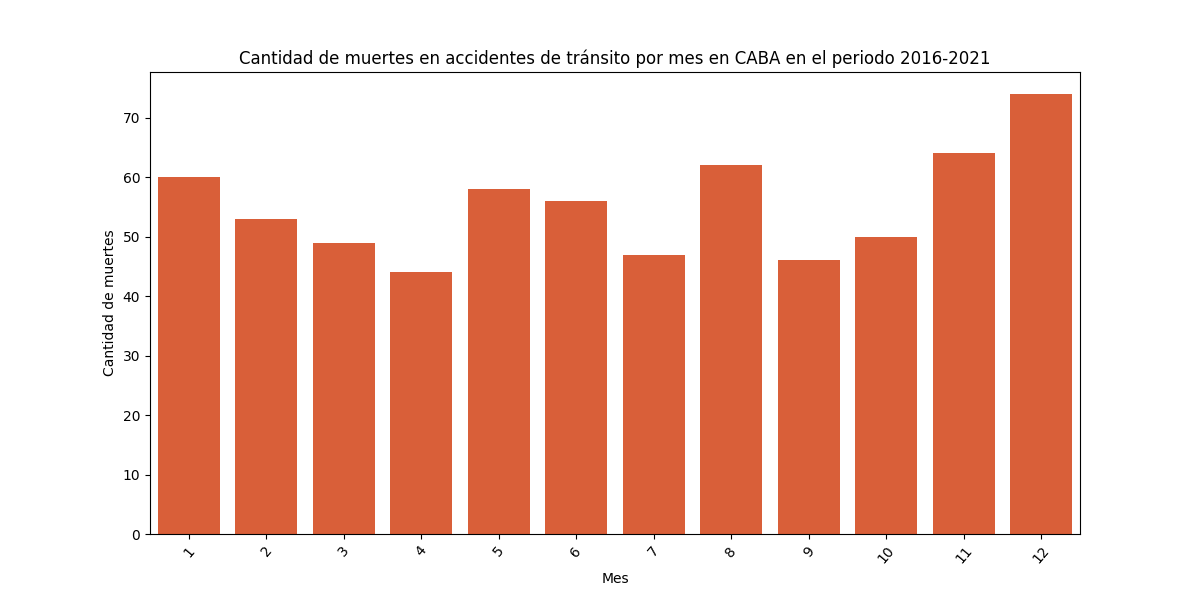 Cantidad de muertes en accidentes de tránsito por mes en CABA en el periodo 2016-2021
Cantidad de muertes
70
60
50
40
30
20
10
0
1 2 3 4 5 6 7 8 9 10 11 12
Mes